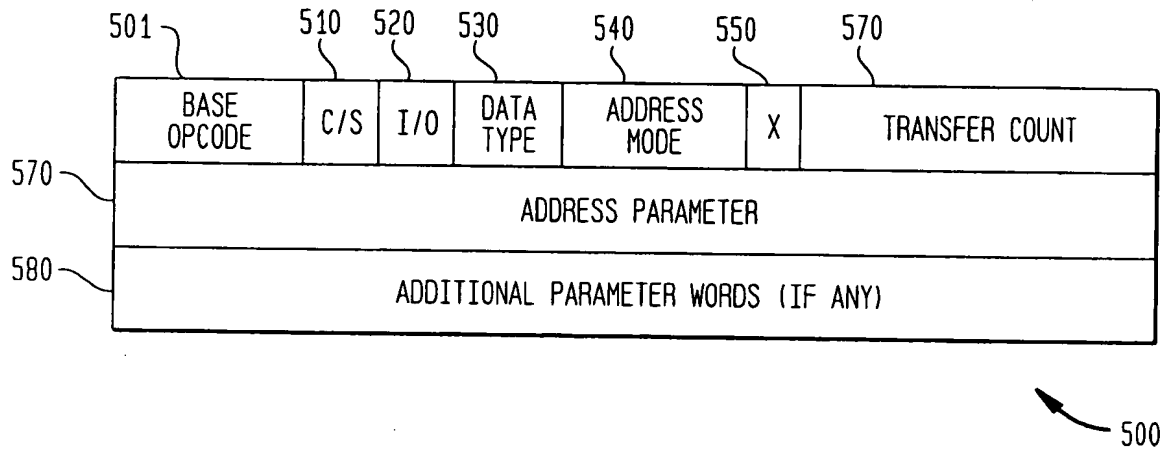 501 510 520 530 540 550 570
BASE OPCODE C/S I/O DATA TYPE ADDRESS MODE X TRANSFER COUNT
570
ADDRESS PARAMETER
580
ADDITIONAL PARAMETER WORDS (IF ANY)
500